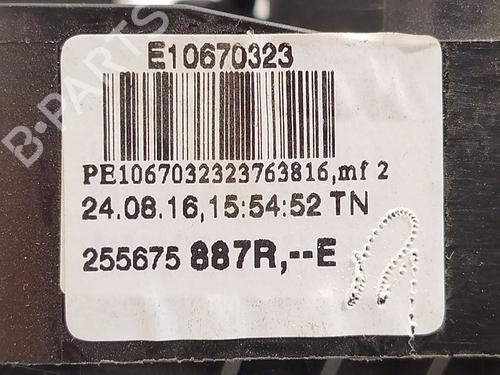 B-PARTS
E10670323
PE1067032323763816,mf 2
24.08.16,15:54:52 TN
255675 887R,--E